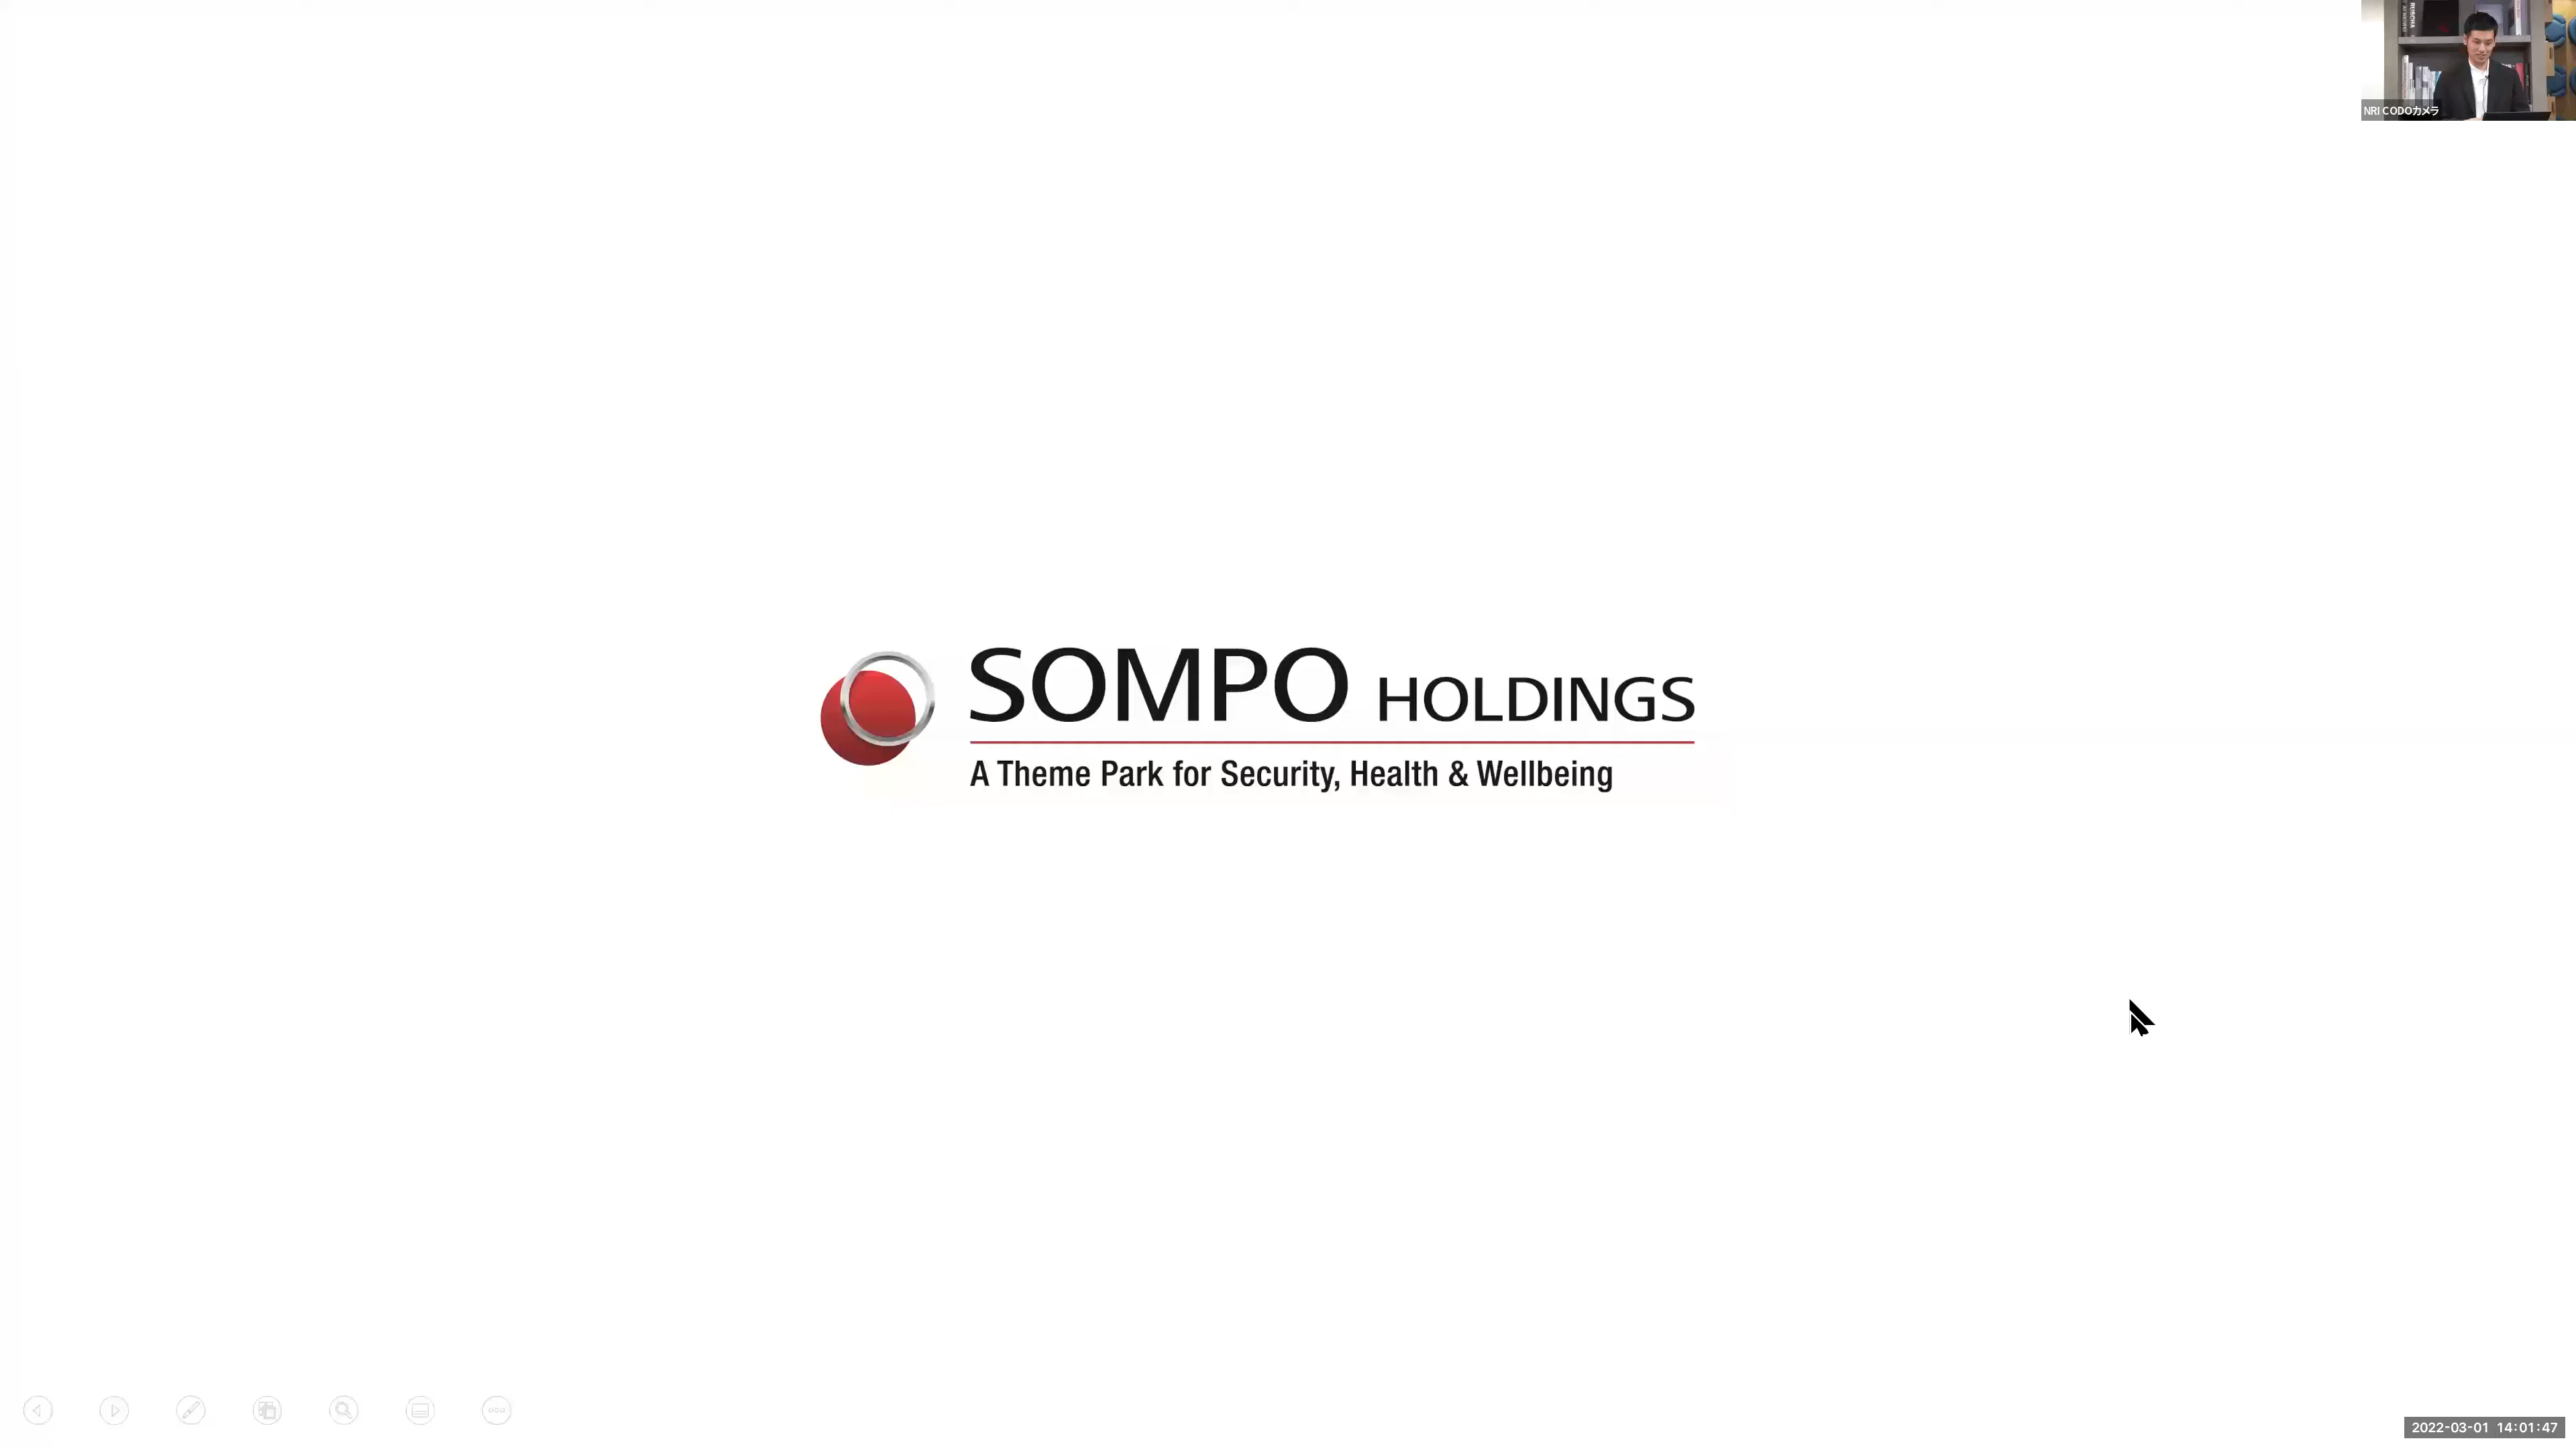 RUSCHA
NRI CODOカメラ
SOMPO HOLDINGS
A Theme Park for Security, Health & Wellbeing
2022-03-01 14:01:47